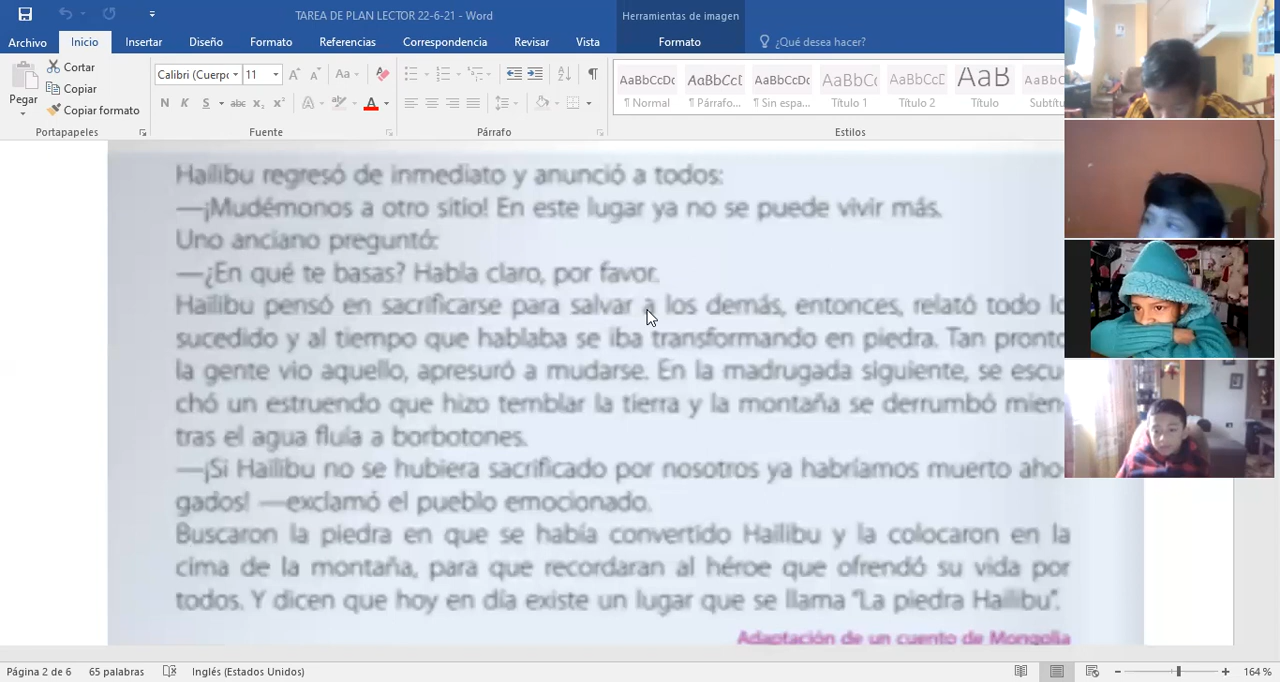 TAREA DE PLAN LECTOR 22-6-21 - Word
Herramientas de imagen
Archivo Inicio Insertar Diseño Formato Referencias Correspondencia Revisar Vista Formato ¿Qué desea hacer?
Pegar
Cortar
Copiar
Copiar formato
Portapapeles
Calibri (Cuerpo 11
Fuente
Párrafo
AaBbCcDc AaBbCcL AaBbCcDc AaBbC AaBbCcD AaB AaBbC
¶ Normal ¶ Párrafo... ¶ Sin espa... Título 1 Título 2 Título Subtítu
Estilos
Hailibu regresó de inmediato y anunció a todos:
—¡Mudémonos a otro sitio! En este lugar ya no se puede vivir más.
Uno anciano preguntó:
—¿En qué te basas? Habla claro, por favor.
Hailibu pensó en sacrificarse para salvar a los demás, entonces, relató todo lo
sucedido y al tiempo que hablaba se iba transformando en piedra. Tan pronto
la gente vio aquello, apresuró a mudarse. En la madrugada siguiente, se escu-
chó un estruendo que hizo temblar la tierra y la montaña se derrumbó mien-
tras el agua fluía a borbotones.
—¡Si Hailibu no se hubiera sacrificado por nosotros ya habríamos muerto aho-
gados! —exclamó el pueblo emocionado.
Buscaron la piedra en que se había convertido Hailibu y la colocaron en la
cima de la montaña, para que recordaran al héroe que ofrendó su vida por
todos. Y dicen que hoy en día existe un lugar que se llama “La piedra Hailibu”.
Adaptación de un cuento de Mongolia
Página 2 de 6 65 palabras Inglés (Estados Unidos) 164 %